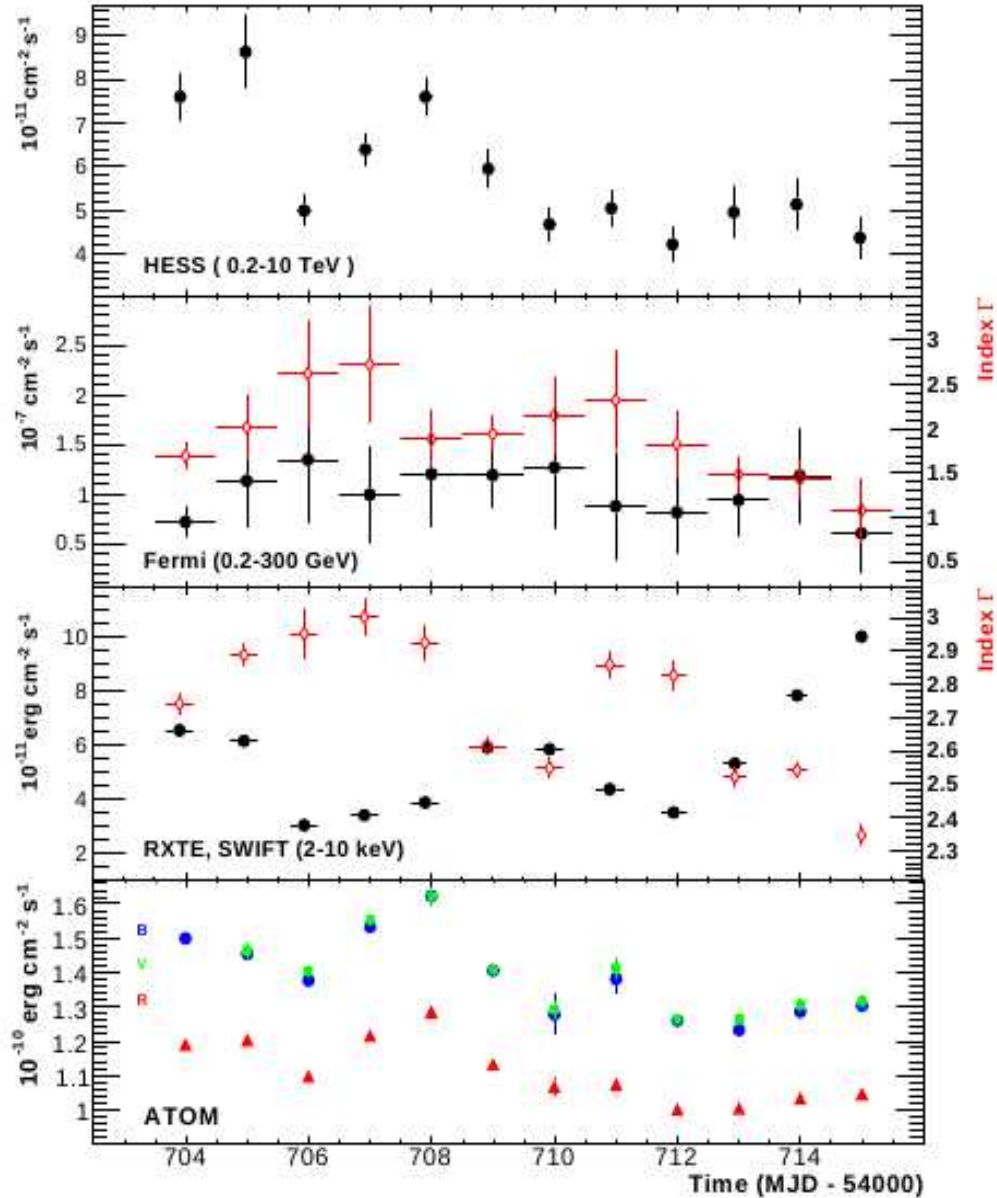 10⁻¹¹ cm⁻² s⁻¹
9
8
7
6
5
4
HESS ( 0.2-10 TeV )
10⁻⁷ cm⁻² s⁻¹
2.5
2
1.5
1
0.5
Fermi (0.2-300 GeV)
3
2.5
2
1.5
1
0.5
Index Γ
10⁻¹¹ erg cm⁻² s⁻¹
10
8
6
4
2
RXTE, SWIFT (2-10 keV)
3
2.9
2.8
2.7
2.6
2.5
2.4
2.3
Index Γ
10⁻¹⁰ erg cm⁻² s⁻¹
1.6
1.5
1.4
1.3
1.2
1.1
1
B
V
R
ATOM
704 706 708 710 712 714
Time (MJD - 54000)